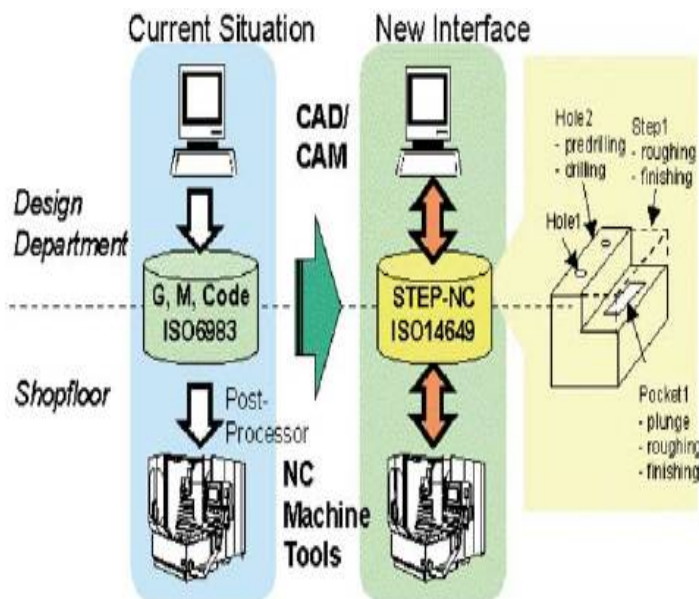 Current Situation
New Interface
CAD/
CAM
Design
Department
G, M, Code
ISO6983
STEP-NC
ISO14649
Shopfloor
Post-
Processor
NC
Machine
Tools
Hole2
- predrilling
- drilling
Step1
- roughing
- finishing
Hole1
Pocket1
- plunge
- roughing
- finishing